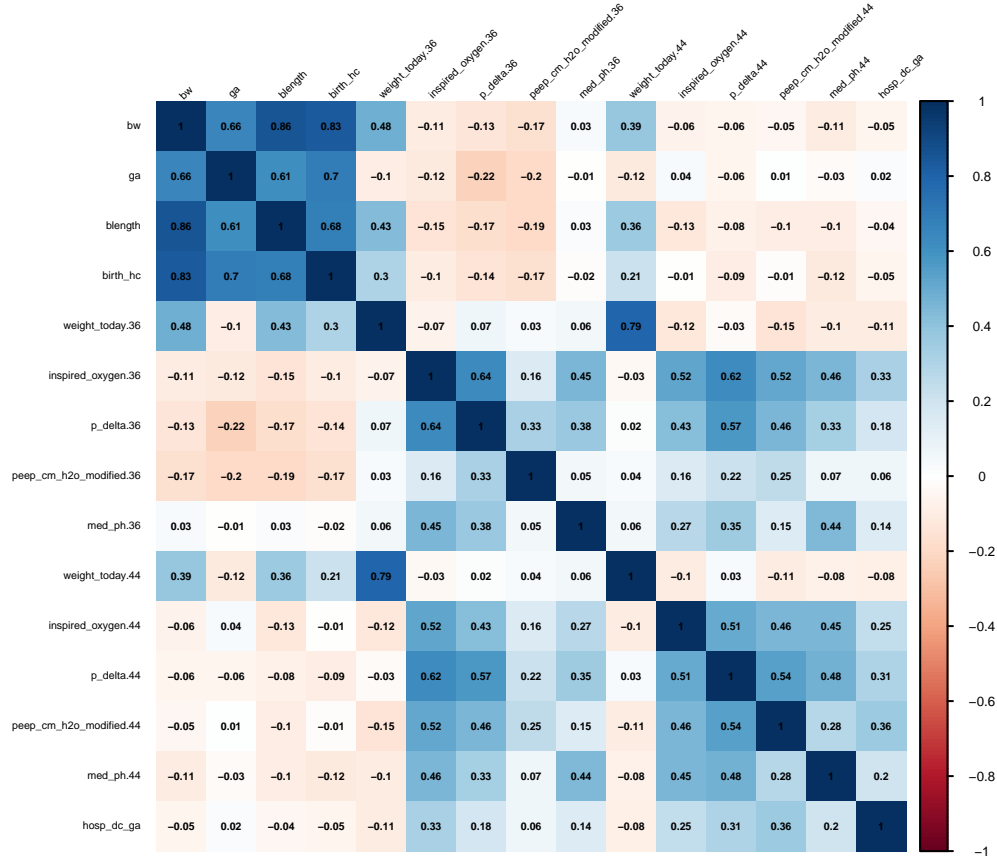 bw ga blength birth_hc weight_today.36 inspired_oxygen.36 p_delta.36 peep_cm_h2o_modified.36 med_ph.36 weight_today.44 inspired_oxygen.44 p_delta.44 peep_cm_h2o_modified.44 med_ph.44 hosp_dc_ga
bw 1 0.66 0.86 0.83 0.48 −0.11 −0.13 −0.17 0.03 0.39 −0.06 −0.06 −0.05 −0.11 −0.05
ga 0.66 1 0.61 0.7 −0.1 −0.12 −0.22 −0.2 −0.01 −0.12 0.04 −0.06 0.01 −0.03 0.02
blength 0.86 0.61 1 0.68 0.43 −0.15 −0.17 −0.19 0.03 0.36 −0.13 −0.08 −0.1 −0.1 −0.04
birth_hc 0.83 0.7 0.68 1 0.3 −0.1 −0.14 −0.17 −0.02 0.21 −0.01 −0.09 −0.01 −0.12 −0.05
weight_today.36 0.48 −0.1 0.43 0.3 1 −0.07 0.07 0.03 0.06 0.79 −0.12 −0.03 −0.15 −0.1 −0.11
inspired_oxygen.36 −0.11 −0.12 −0.15 −0.1 −0.07 1 0.64 0.16 0.45 −0.03 0.52 0.62 0.52 0.46 0.33
p_delta.36 −0.13 −0.22 −0.17 −0.14 0.07 0.64 1 0.33 0.38 0.02 0.43 0.57 0.46 0.33 0.18
peep_cm_h2o_modified.36 −0.17 −0.2 −0.19 −0.17 0.03 0.16 0.33 1 0.05 0.04 0.16 0.22 0.25 0.07 0.06
med_ph.36 0.03 −0.01 0.03 −0.02 0.06 0.45 0.38 0.05 1 0.06 0.27 0.35 0.15 0.44 0.14
weight_today.44 0.39 −0.12 0.36 0.21 0.79 −0.03 0.02 0.04 0.06 1 −0.1 0.03 −0.11 −0.08 −0.08
inspired_oxygen.44 −0.06 0.04 −0.13 −0.01 −0.12 0.52 0.43 0.16 0.27 −0.1 1 0.51 0.46 0.45 0.25
p_delta.44 −0.06 −0.06 −0.08 −0.09 −0.03 0.62 0.57 0.22 0.35 0.03 0.51 1 0.54 0.48 0.31
peep_cm_h2o_modified.44 −0.05 0.01 −0.1 −0.01 −0.15 0.52 0.46 0.25 0.15 −0.11 0.46 0.54 1 0.28 0.36
med_ph.44 −0.11 −0.03 −0.1 −0.12 −0.1 0.46 0.33 0.07 0.44 −0.08 0.45 0.48 0.28 1 0.2
hosp_dc_ga −0.05 0.02 −0.04 −0.05 −0.11 0.33 0.18 0.06 0.14 −0.08 0.25 0.31 0.36 0.2 1
1
0.8
0.6
0.4
0.2
0
−0.2
−0.4
−0.6
−0.8
−1